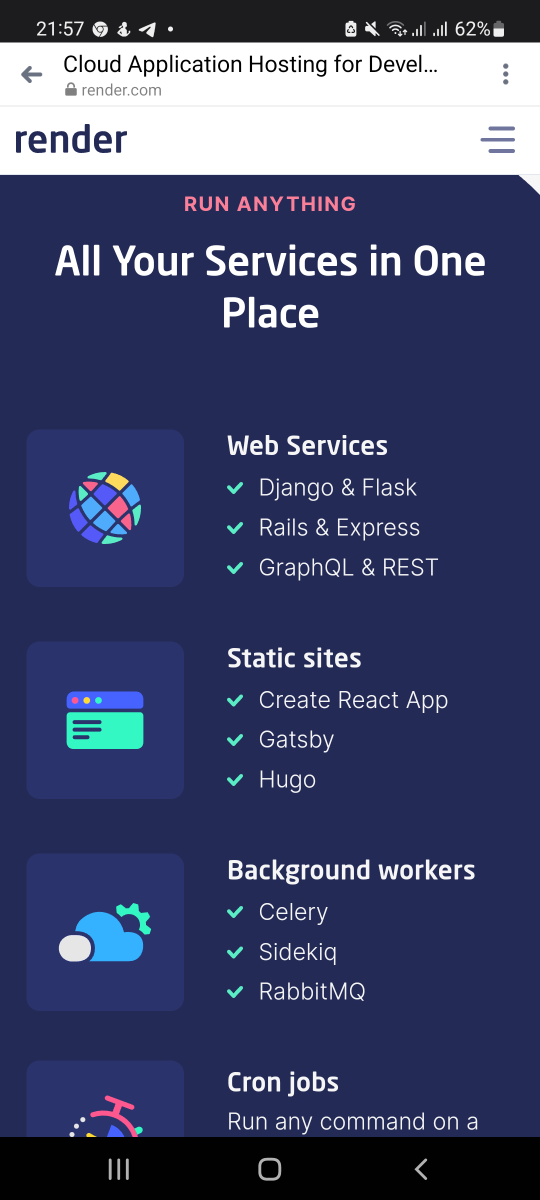 21:57
62%
Cloud Application Hosting for Devel...
render.com
render
RUN ANYTHING
All Your Services in One
Place
Web Services
Django & Flask
Rails & Express
GraphQL & REST
Static sites
Create React App
Gatsby
Hugo
Background workers
Celery
Sidekiq
RabbitMQ
Cron jobs
Run any command on a